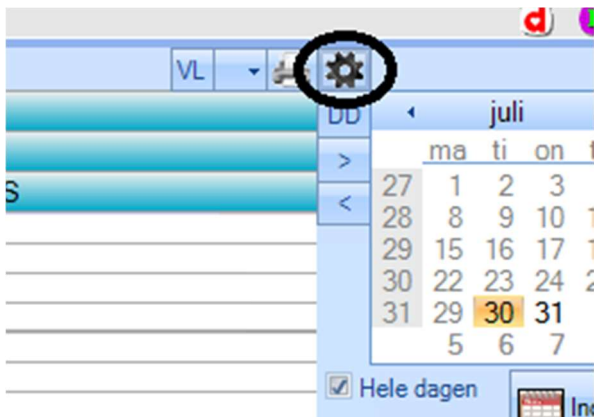 d
VL
DD
juli
>
ma ti on
S
27 1 2 3
<
28 8 9 10
29 15 16 17
30 22 23 24
31 29 30 31
5 6 7
Hele dagen